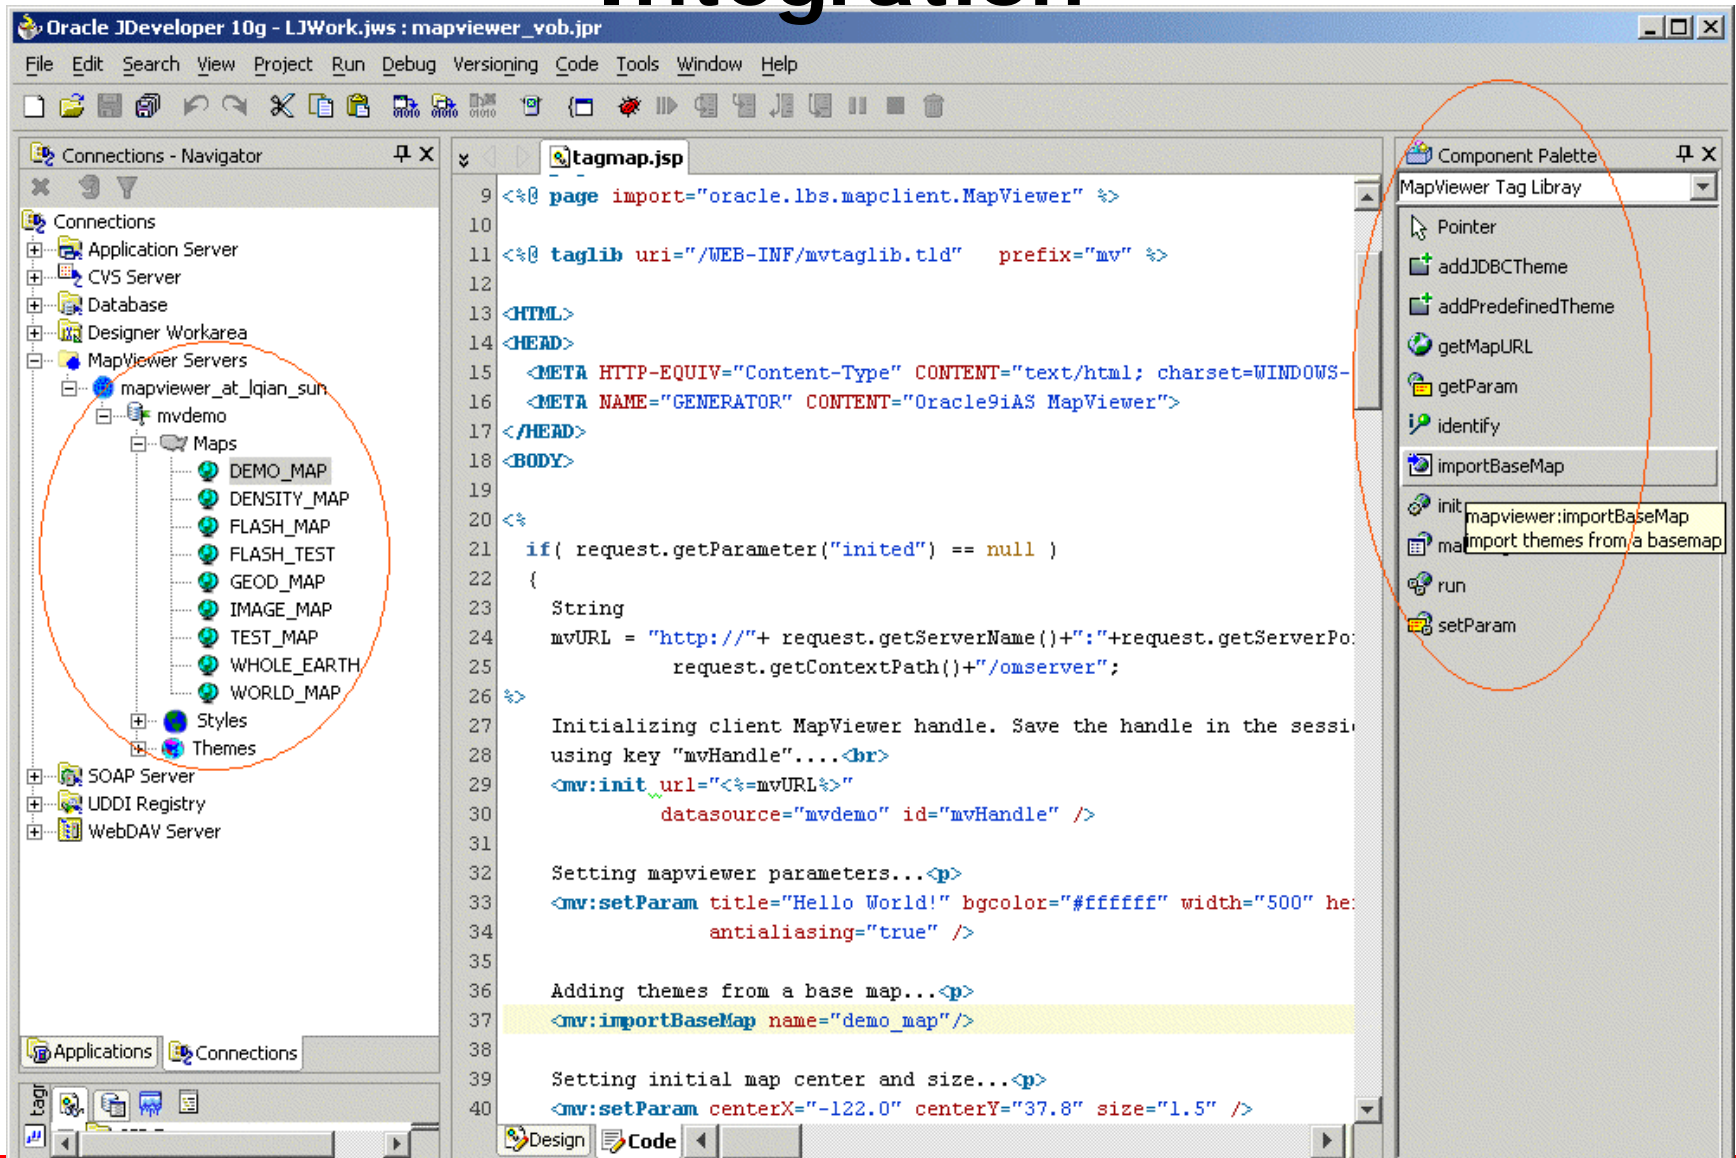 Integration
Oracle JDeveloper 10g - LJWork.jws : mapviewer_vob.jpr
File Edit Search View Project Run Debug Versioning Code Tools Window Help
Connections - Navigator
Connections
Application Server
CVS Server
Database
Designer Workarea
MapViewer Servers
mapviewer_at_lqian_sun
mvdemo
Maps
DEMO_MAP
DENSITY_MAP
FLASH_MAP
FLASH_TEST
GEOD_MAP
IMAGE_MAP
TEST_MAP
WHOLE_EARTH
WORLD_MAP
Styles
Themes
SOAP Server
UDDI Registry
WebDAV Server
Applications Connections
tagr
tagmap.jsp
9 <%@ page import="oracle.lbs.mapclient.MapViewer" %>
10
11 <%@ taglib uri="/WEB-INF/mvtaglib.tld" prefix="mv" %>
12
13 <HTML>
14 <HEAD>
15 <META HTTP-EQUIV="Content-Type" CONTENT="text/html; charset=WINDOWS-
16 <META NAME="GENERATOR" CONTENT="Oracle9iAS MapViewer">
17 </HEAD>
18 <BODY>
19
20 <%
21 if( request.getParameter("inited") == null )
22 {
23 String
24 mvURL = "http://"+ request.getServerName()+":"+request.getServerPo
25 request.getContextPath()+"/omserver";
26 %>
27 Initializing client MapViewer handle. Save the handle in the sessi
28 using key "mvHandle"....<br>
29 <mv:init url="<%=mvURL%>"
30 datasource="mvdemo" id="mvHandle" />
31
32 Setting mapviewer parameters...<p>
33 <mv:setParam title="Hello World!" bgcolor="#ffffff" width="500" he
34 antialiasing="true" />
35
36 Adding themes from a base map...<p>
37 <mv:importBaseMap name="demo_map"/>
38
39 Setting initial map center and size...<p>
40 <mv:setParam centerX="-122.0" centerY="37.8" size="1.5" />
Design Code
Component Palette
MapViewer Tag Libray
Pointer
addJDBCTheme
addPredefinedTheme
getMapURL
getParam
identify
importBaseMap
init
mapviewer:importBaseMap
import themes from a basemap
ma
run
setParam